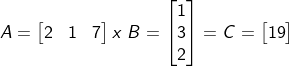 A = [2 1 7] x B = [1 3 2] = C = [19]